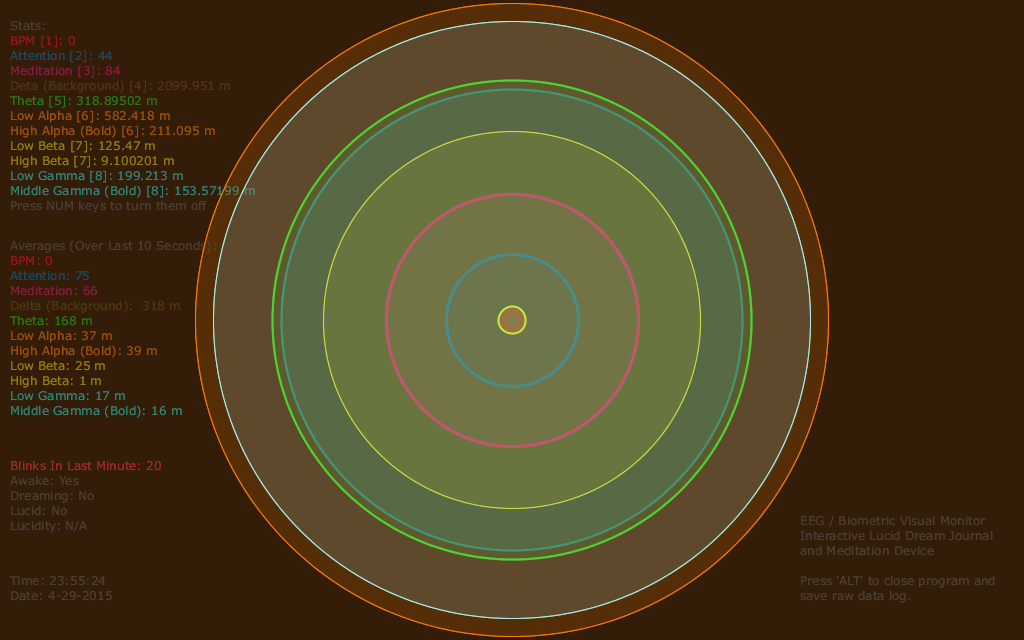 Stats:
BPM [1]: 0
Attention [2]: 44
Meditation [3]: 84
Deta (Background) [4]: 2099.951 m
Theta [5]: 318.89502 m
Low Alpha [6]: 582.418 m
High Alpha (Bold) [6]: 211.095 m
Low Beta [7]: 125.47 m
High Beta [7]: 9.100201 m
Low Gamma [8]: 199.213 m
Middle Gamma (Bold) [8]: 153.57199 m
Press NUM keys to turn them off
Averages (Over Last 10 Seconds):
BPM: 0
Attention: 75
Meditation: 66
Delta (Background): 318 m
Theta: 168 m
Low Alpha: 37 m
High Alpha (Bold): 39 m
Low Beta: 25 m
High Beta: 1 m
Low Gamma: 17 m
Middle Gamma (Bold): 16 m
Blinks In Last Minute: 20
Awake: Yes
Dreaming: No
Lucid: No
Lucidity: N/A
Time: 23:55:24
Date: 4-29-2015
EEG / Biometric Visual Monitor
Interactive Lucid Dream Journal
and Meditation Device
Press 'ALT' to close program and
save raw data log.